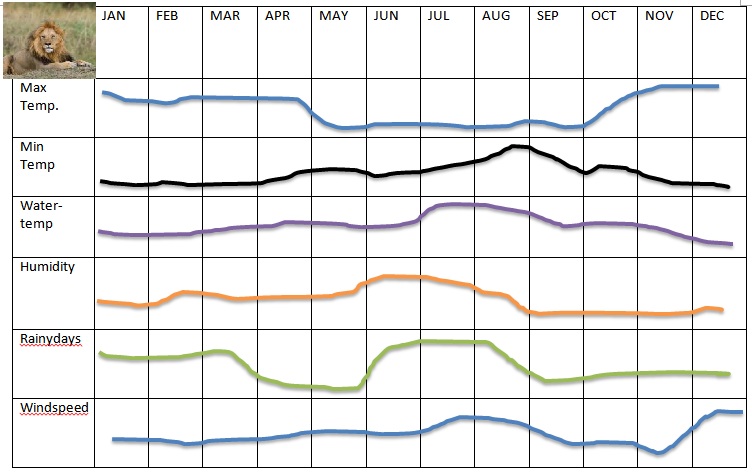 JAN FEB MAR APR MAY JUN JUL AUG SEP OCT NOV DEC
Max
Temp.
Min
Temp
Water-
temp
Humidity
Rainydays
Windspeed